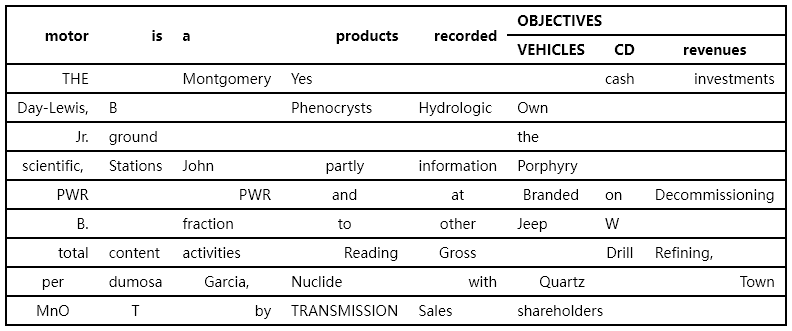 OBJECTIVES
motor is a products recorded
VEHICLES CD revenues
THE Montgomery Yes cash investments
Day-Lewis, B Phenocrysts Hydrologic Own
Jr. ground the
scientific, Stations John partly information Porphyry
PWR PWR and at Branded on Decommissioning
B. fraction to other Jeep W
total content activities Reading Gross Drill Refining,
per dumosa Garcia, Nuclide with Quartz Town
MnO T by TRANSMISSION Sales shareholders